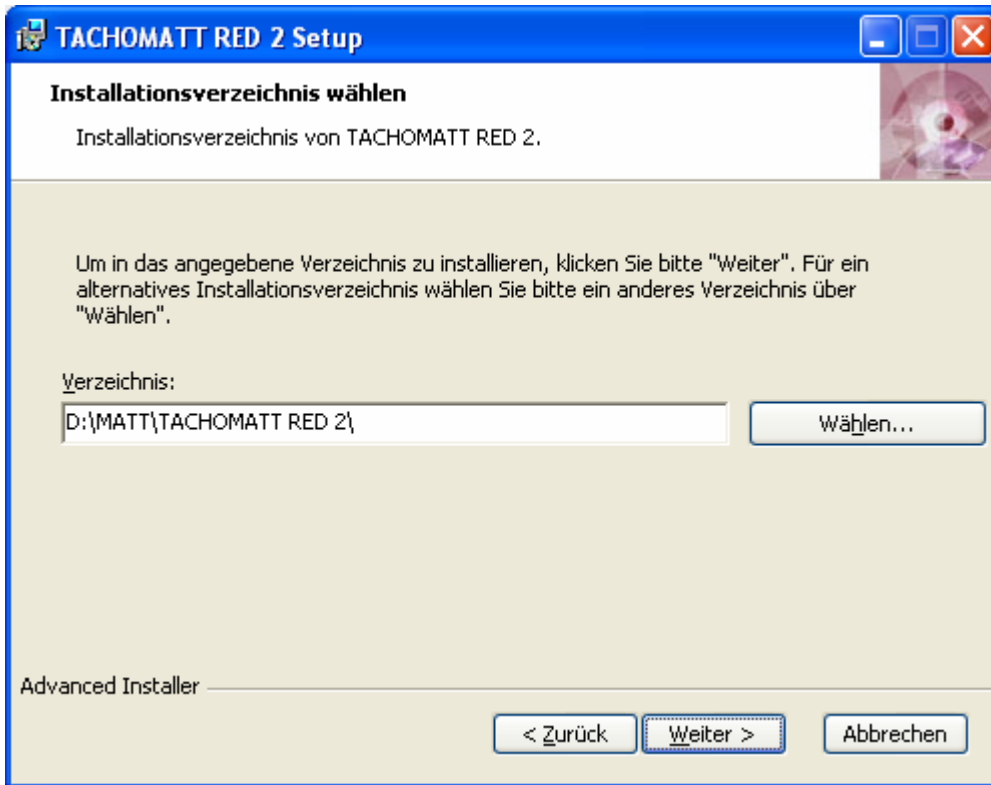 TACHOMATT RED 2 Setup
Installationsverzeichnis wählen
Installationsverzeichnis von TACHOMATT RED 2.
Um in das angegebene Verzeichnis zu installieren, klicken Sie bitte "Weiter". Für ein
alternatives Installationsverzeichnis wählen Sie bitte ein anderes Verzeichnis über
"Wählen".
Verzeichnis:
D:\MATT\TACHOMATT RED 2\
Wählen...
Advanced Installer
< Zurück
Weiter >
Abbrechen